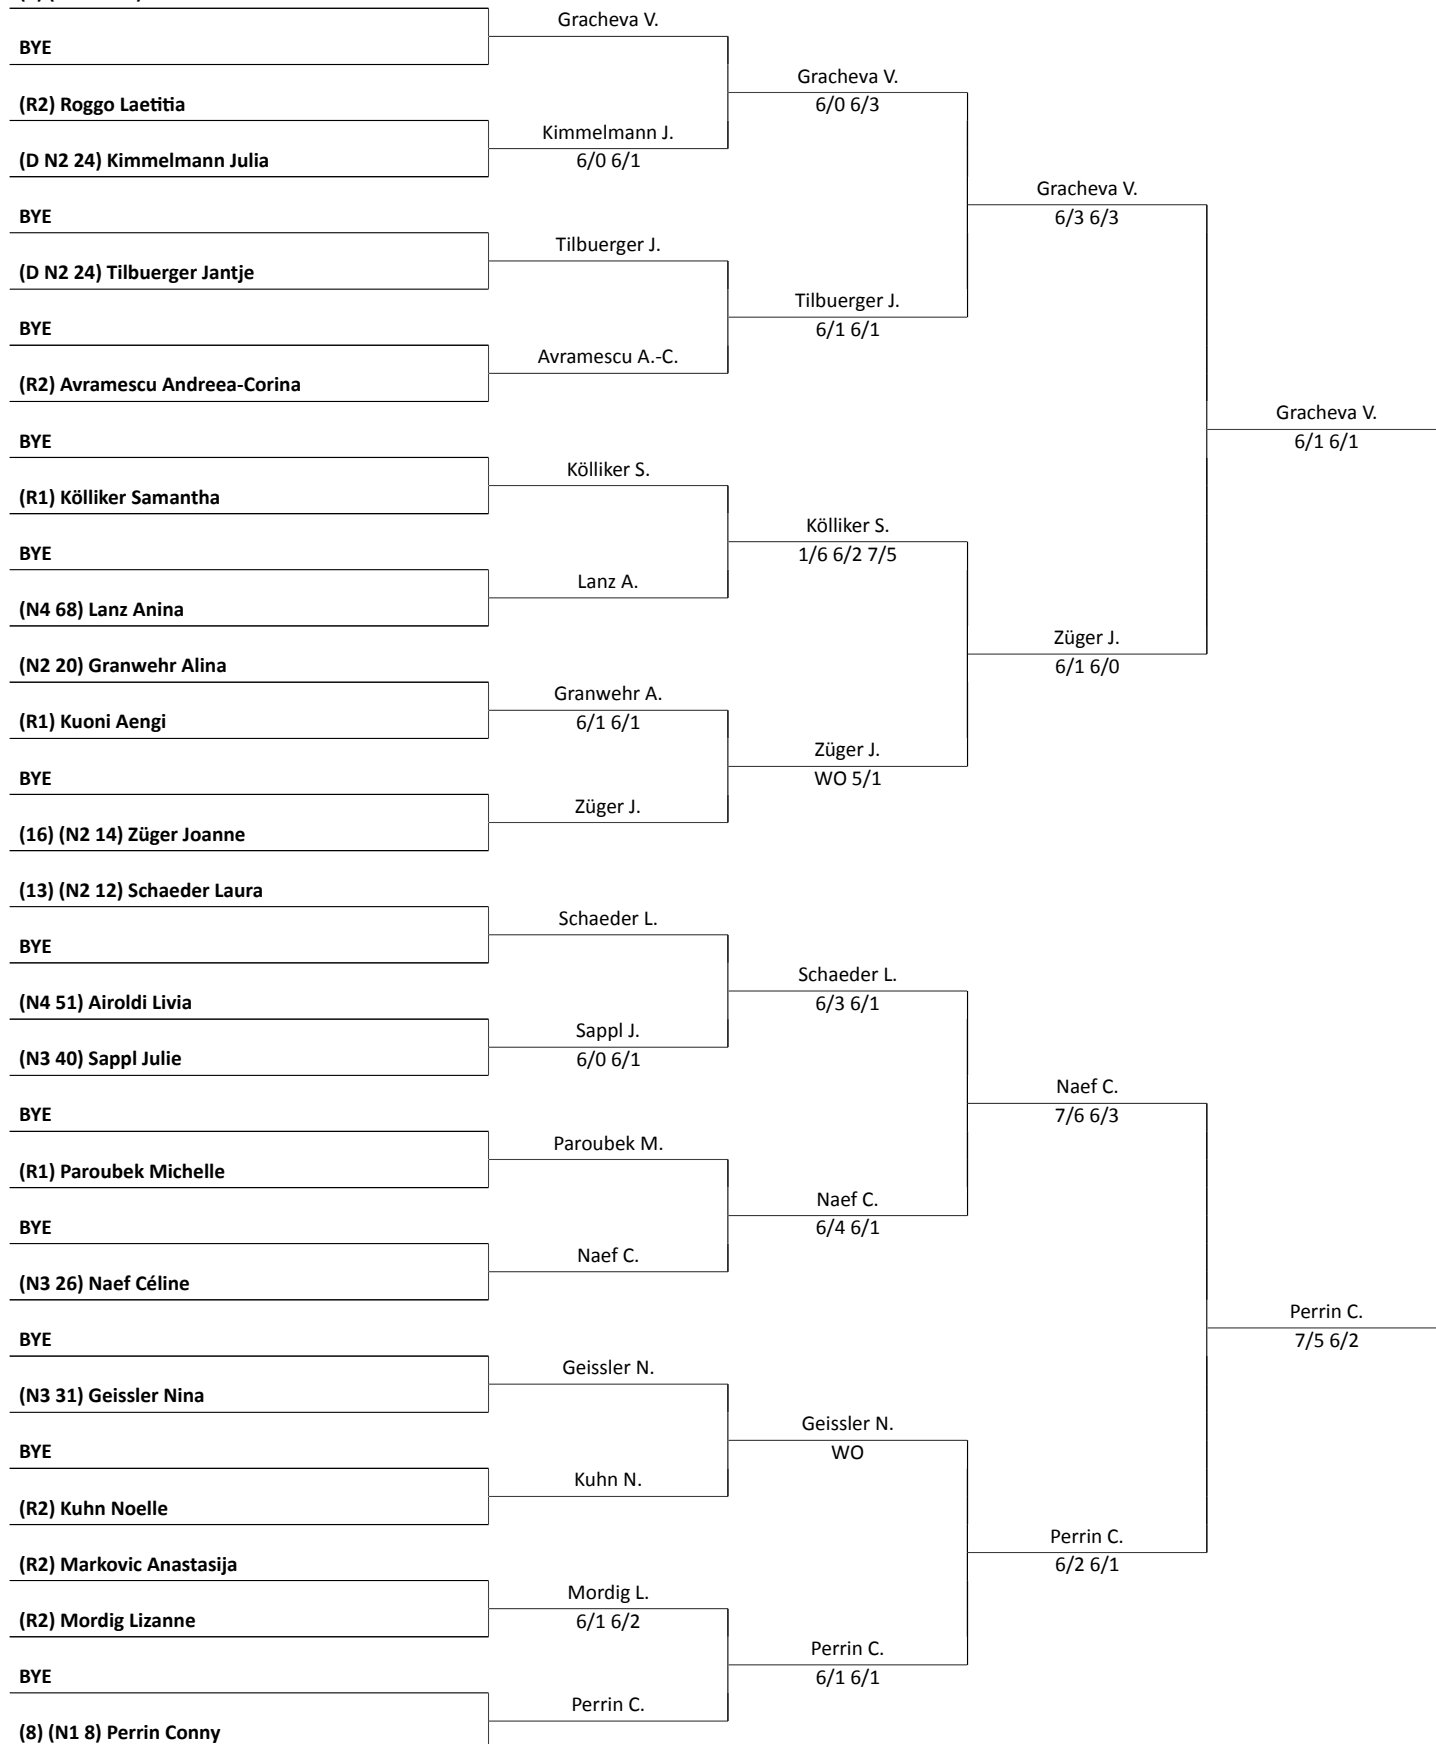 Gracheva V.
BYE
Gracheva V.
(R2) Roggo Laetitia
6/0 6/3
Kimmelmann J.
(D N2 24) Kimmelmann Julia
6/0 6/1
Gracheva V.
BYE
6/3 6/3
Tilbuerger J.
(D N2 24) Tilbuerger Jantje
Tilbuerger J.
BYE
6/1 6/1
Avramescu A.-C.
(R2) Avramescu Andreea-Corina
Gracheva V.
BYE
6/1 6/1
Kölliker S.
(R1) Kölliker Samantha
Kölliker S.
BYE
1/6 6/2 7/5
Lanz A.
(N4 68) Lanz Anina
Züger J.
(N2 20) Granwehr Alina
6/1 6/0
Granwehr A.
(R1) Kuoni Aengi
6/1 6/1
Züger J.
BYE
WO 5/1
Züger J.
(16) (N2 14) Züger Joanne
(13) (N2 12) Schaeder Laura
Schaeder L.
BYE
Schaeder L.
(N4 51) Airoldi Livia
6/3 6/1
Sappl J.
(N3 40) Sappl Julie
6/0 6/1
Naef C.
BYE
7/6 6/3
Paroubek M.
(R1) Paroubek Michelle
Naef C.
BYE
6/4 6/1
Naef C.
(N3 26) Naef Céline
Perrin C.
BYE
7/5 6/2
Geissler N.
(N3 31) Geissler Nina
Geissler N.
BYE
WO
Kuhn N.
(R2) Kuhn Noelle
Perrin C.
(R2) Markovic Anastasija
6/2 6/1
Mordig L.
(R2) Mordig Lizanne
6/1 6/2
Perrin C.
BYE
6/1 6/1
Perrin C.
(8) (N1 8) Perrin Conny